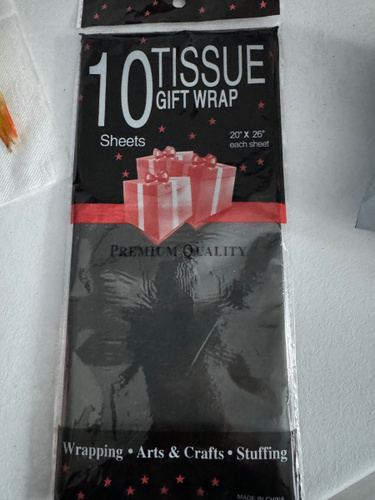 10 TISSUE
GIFT WRAP
Sheets
20" X 26"
each sheet
PREMIUM QUALITY
Wrapping • Arts & Crafts • Stuffing
MADE IN CHINA